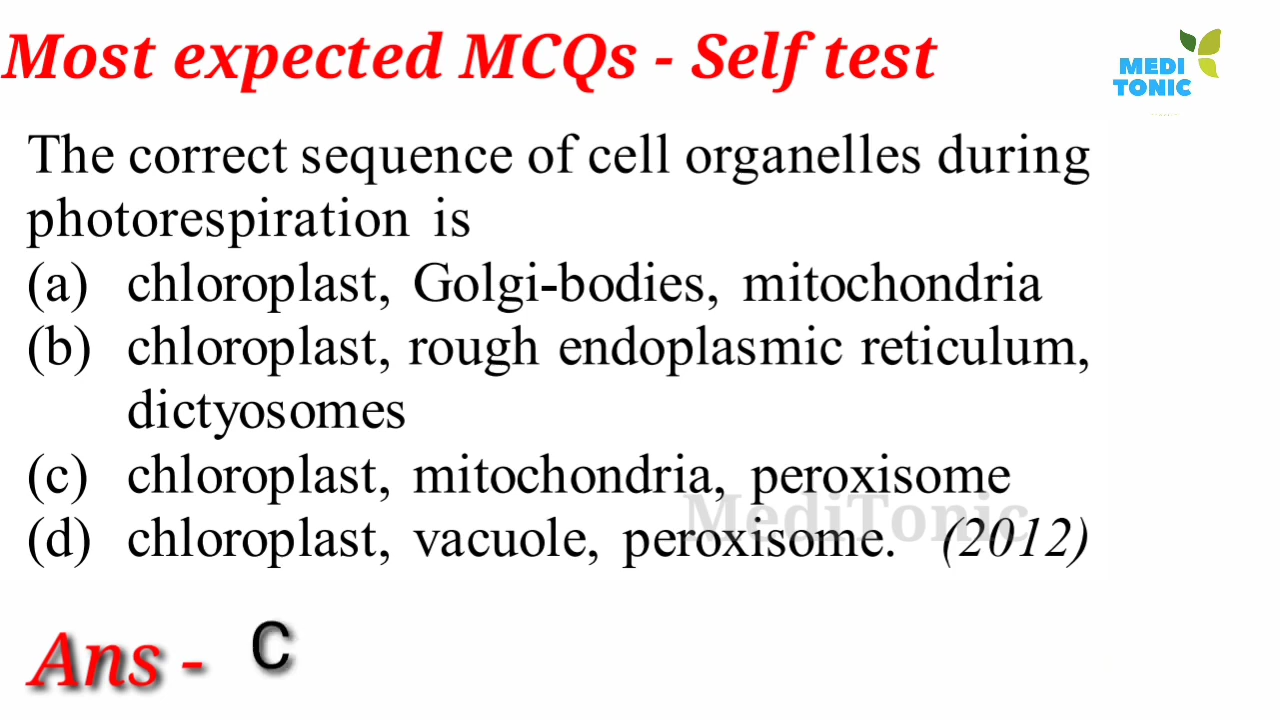 Most expected MCQs - Self test
MEDI
TONIC
The correct sequence of cell organelles during
photorespiration is
(a) chloroplast, Golgi-bodies, mitochondria
(b) chloroplast, rough endoplasmic reticulum,
dictyosomes
(c) chloroplast, mitochondria, peroxisome
MediTonic
(d) chloroplast, vacuole, peroxisome. (2012)
Ans - C